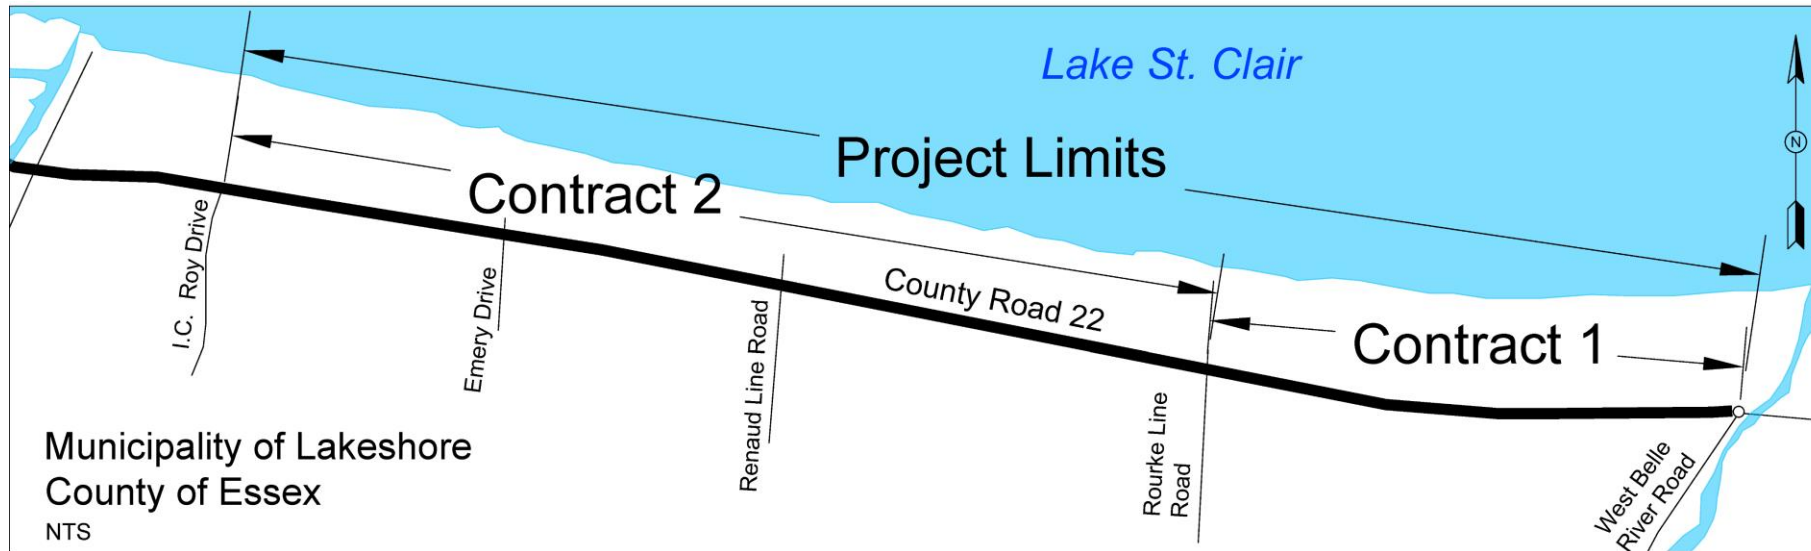 Lake St. Clair
Project Limits
Contract 2
County Road 22
Contract 1
I.C. Roy Drive
Emery Drive
Renaud Line Road
Rourke Line
Road
West Belle
River Road
N
Municipality of Lakeshore
County of Essex
NTS